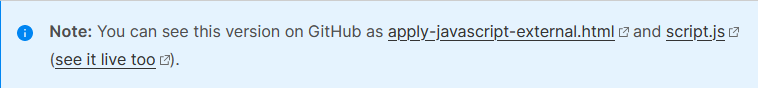 Note: You can see this version on GitHub as apply-javascript-external.html and script.js
(see it live too).